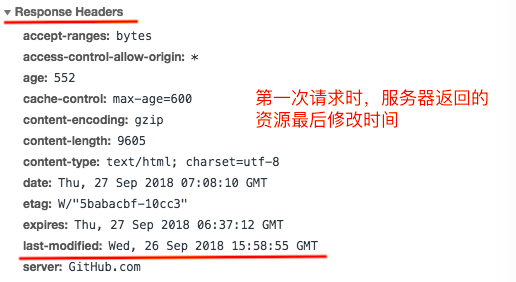 Response Headers
accept-ranges: bytes
access-control-allow-origin: *
age: 552
cache-control: max-age=600
content-encoding: gzip
content-length: 9605
content-type: text/html; charset=utf-8
date: Thu, 27 Sep 2018 07:08:10 GMT
etag: W/"5babacbf-10cc3"
expires: Thu, 27 Sep 2018 06:37:12 GMT
last-modified: Wed, 26 Sep 2018 15:58:55 GMT
server: GitHub.com
第一次请求时，服务器返回的
资源最后修改时间